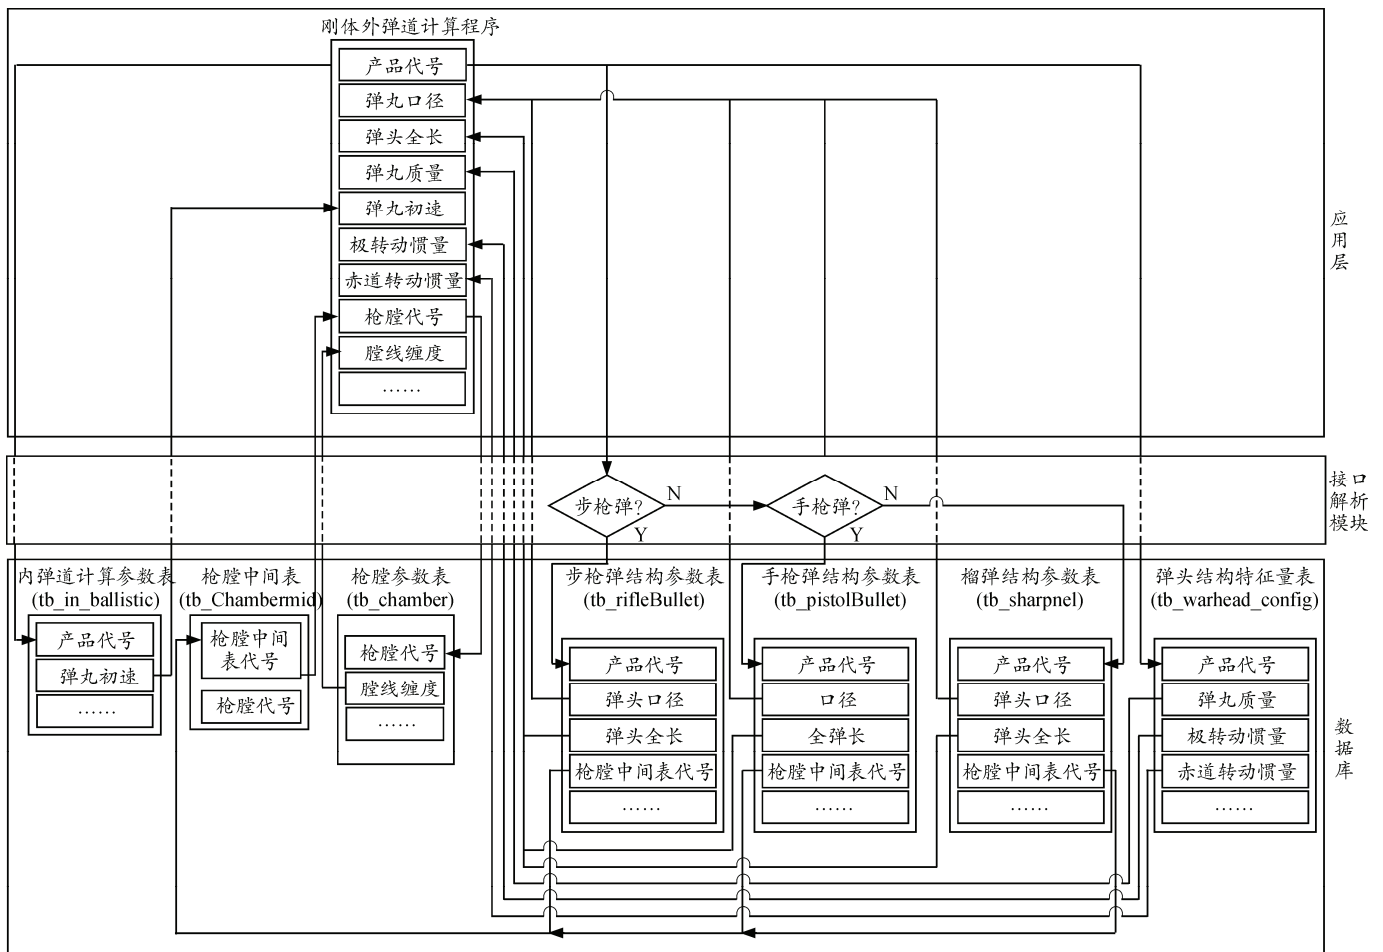 刚体外弹道计算程序
产品代号
弹丸口径
弹头全长
弹丸质量
弹丸初速
极转动惯量
赤道转动惯量
枪膛代号
膛线缠度
……
应用层
步枪弹?
N
Y
手枪弹?
N
Y
接口
解析
模块
内弹道计算参数表
(tb_in_ballistic)
产品代号
弹丸初速
……
枪膛中间表
(tb_Chambermid)
枪膛中间
表代号
枪膛代号
枪膛参数表
(tb_chamber)
枪膛代号
膛线缠度
……
步枪弹结构参数表
(tb_rifleBullet)
产品代号
弹头口径
弹头全长
枪膛中间表代号
……
手枪弹结构参数表
(tb_pistolBullet)
产品代号
口径
全弹长
枪膛中间表代号
……
榴弹结构参数表
(tb_sharpnel)
产品代号
弹头口径
弹头全长
枪膛中间表代号
……
弹头结构特征量表
(tb_warhead_config)
产品代号
弹丸质量
极转动惯量
赤道转动惯量
……
数据库